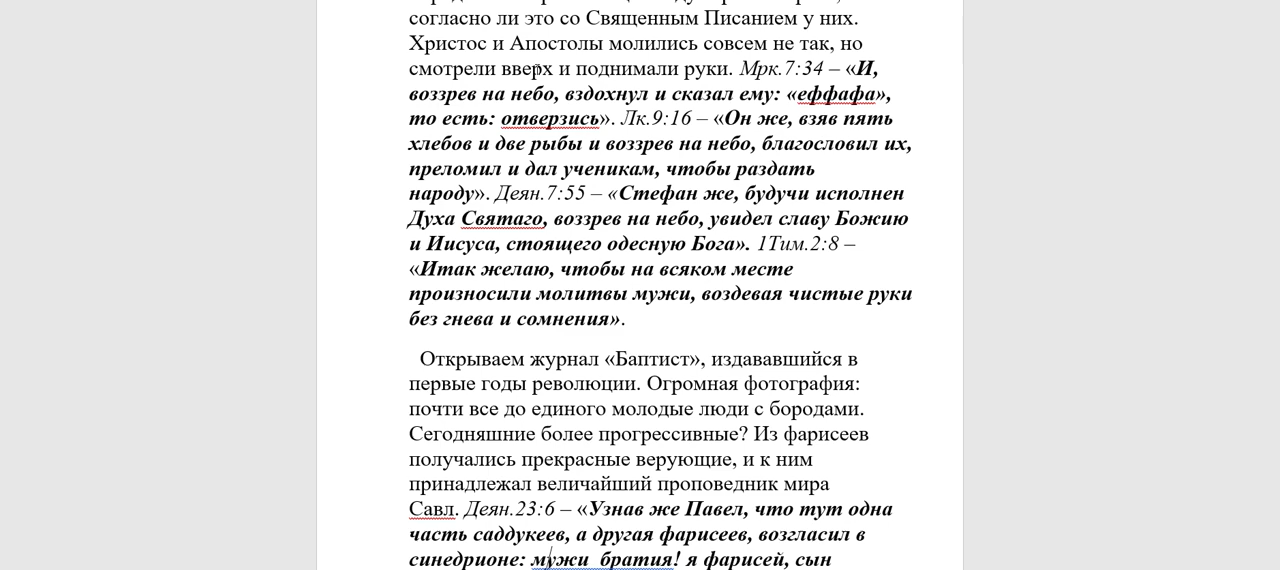 согласно ли это со Священным Писанием у них.
Христос и Апостолы молились совсем не так, но
смотрели вверх и поднимали руки. Мрк.7:34 – «И,
воззрев на небо, вздохнул и сказал ему: «еффафа»,
то есть: отверзись». Лк.9:16 – «Он же, взяв пять
хлебов и две рыбы и воззрев на небо, благословил их,
преломил и дал ученикам, чтобы раздать
народу». Деян.7:55 – «Стефан же, будучи исполнен
Духа Святаго, воззрев на небо, увидел славу Божию
и Иисуса, стоящего одесную Бога». 1Тим.2:8 –
«Итак желаю, чтобы на всяком месте
произносили молитвы мужи, воздевая чистые руки
без гнева и сомнения».
Открываем журнал «Баптист», издававшийся в
первые годы революции. Огромная фотография:
почти все до единого молодые люди с бородами.
Сегодняшние более прогрессивные? Из фарисеев
получались прекрасные верующие, и к ним
принадлежал величайший проповедник мира
Савл. Деян.23:6 – «Узнав же Павел, что тут одна
часть саддукеев, а другая фарисеев, возгласил в
синедрионе: мужи братия! я фарисей, сын